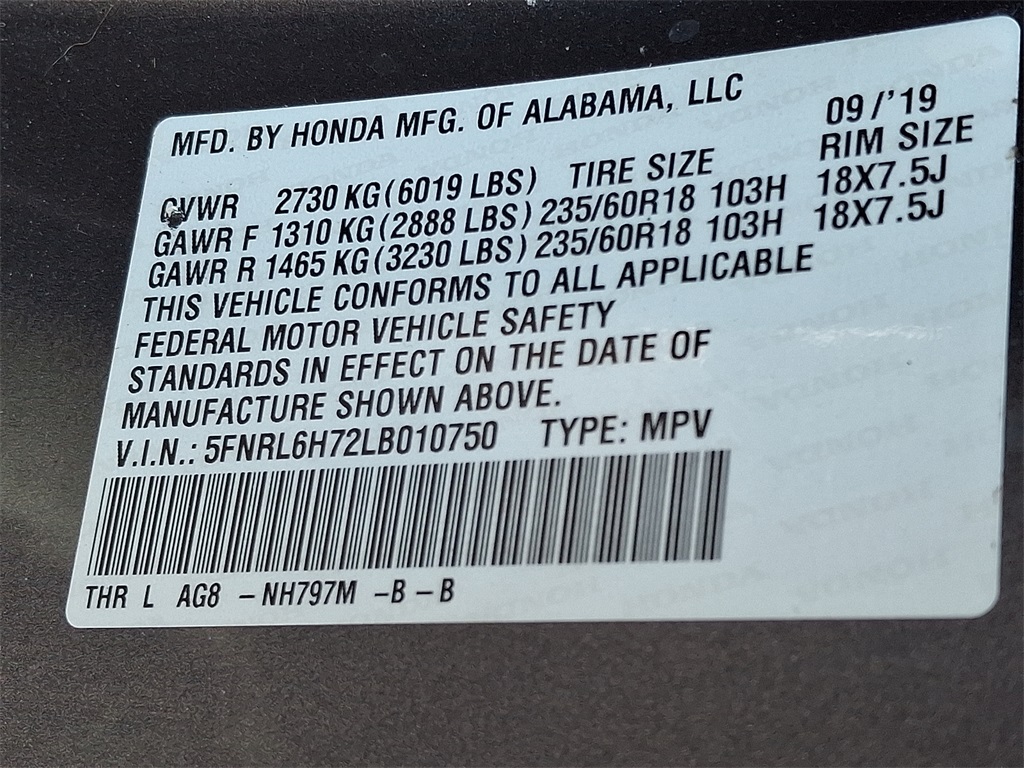 MFD. BY HONDA MFG. OF ALABAMA, LLC 09/'19
GVWR 2730 KG(6019 LBS) TIRE SIZE RIM SIZE
GAWR F 1310 KG(2888 LBS) 235/60R18 103H 18X7.5J
GAWR R 1465 KG(3230 LBS) 235/60R18 103H 18X7.5J
THIS VEHICLE CONFORMS TO ALL APPLICABLE
FEDERAL MOTOR VEHICLE SAFETY
STANDARDS IN EFFECT ON THE DATE OF
MANUFACTURE SHOWN ABOVE.
V.I.N.: 5FNRL6H72LB010750 TYPE: MPV
THR L AG8 -NH797M -B-B